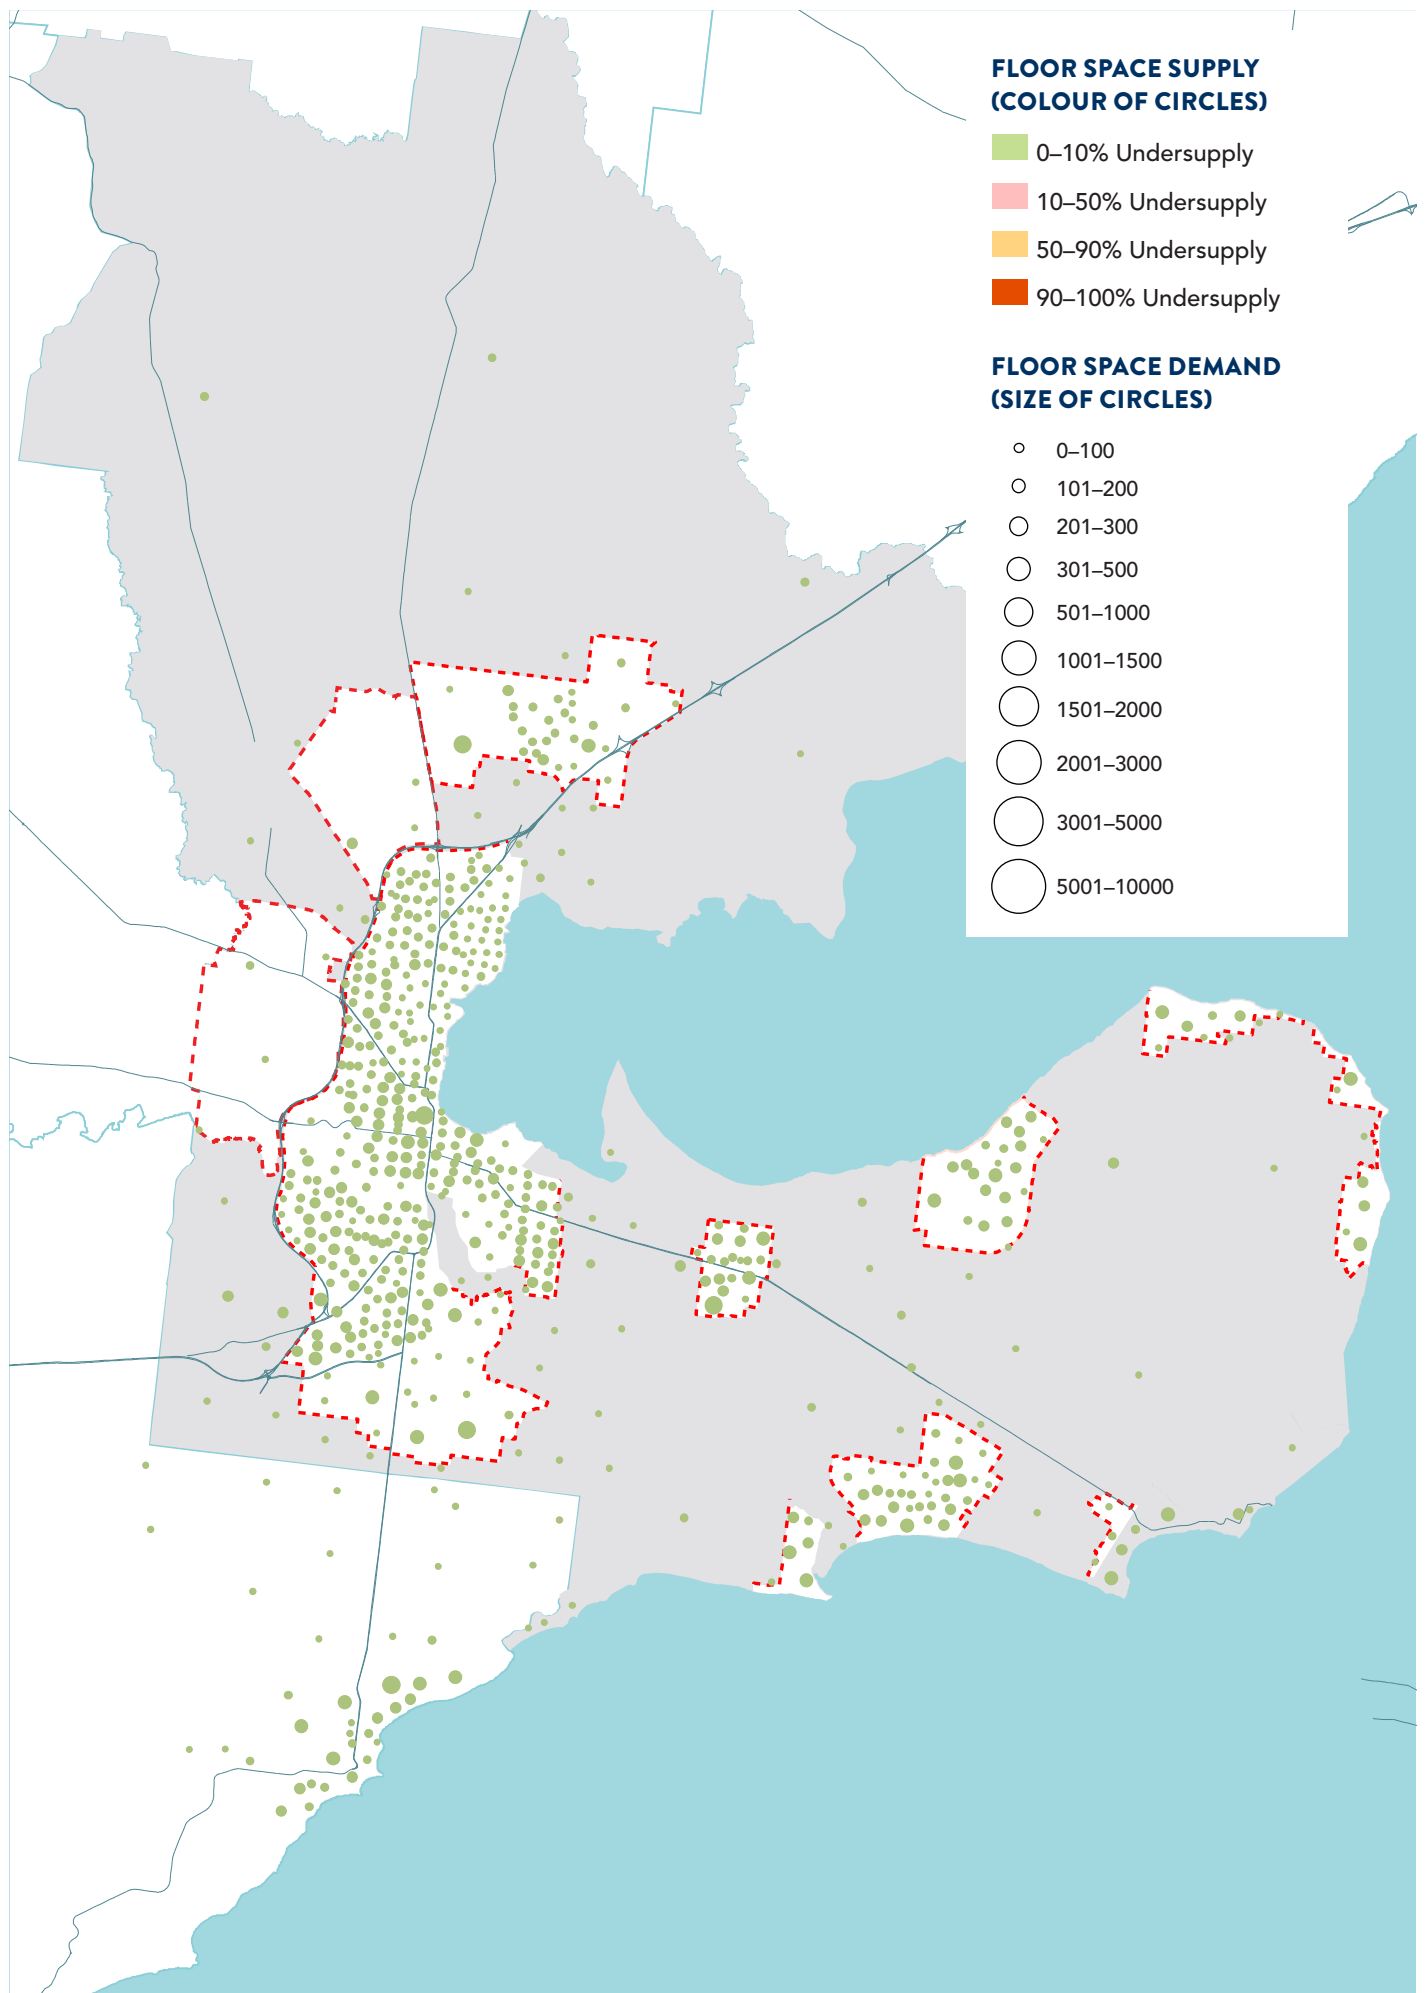 FLOOR SPACE SUPPLY
(COLOUR OF CIRCLES)
0–10% Undersupply
10–50% Undersupply
50–90% Undersupply
90–100% Undersupply
FLOOR SPACE DEMAND
(SIZE OF CIRCLES)
0–100
101–200
201–300
301–500
501–1000
1001–1500
1501–2000
2001–3000
3001–5000
5001–10000